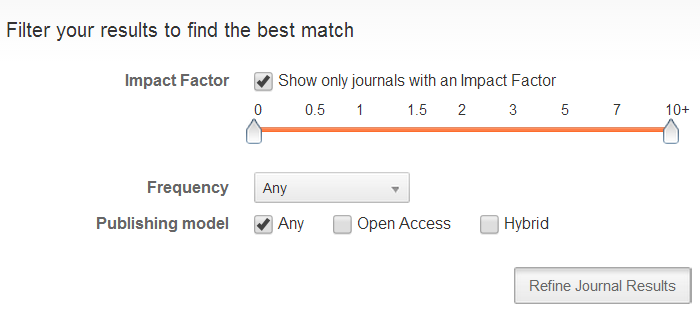 Filter your results to find the best match
Impact Factor Show only journals with an Impact Factor
0 0.5 1 1.5 2 3 5 7 10+
Frequency Any
Publishing model Any Open Access Hybrid
Refine Journal Results